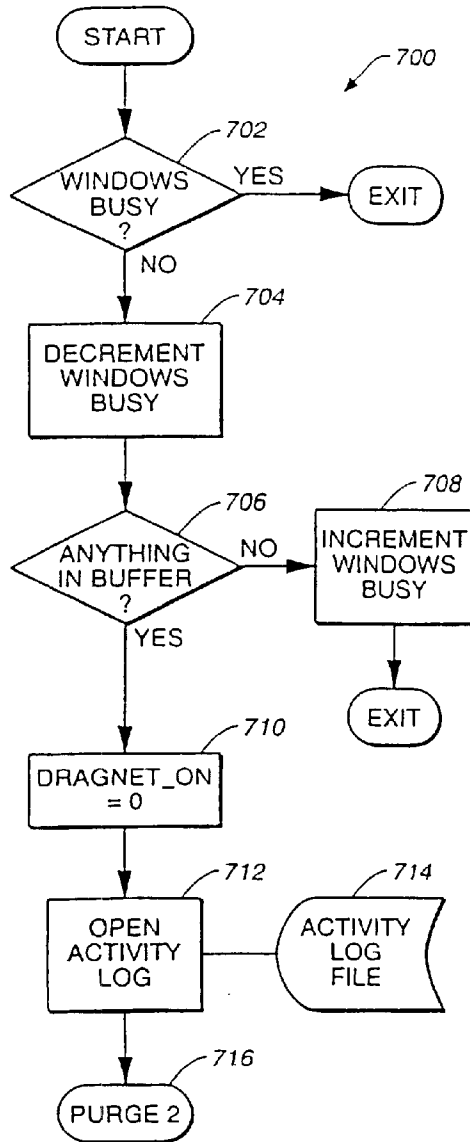 START
700
702
WINDOWS
BUSY
?
YES
EXIT
NO
704
DECREMENT
WINDOWS
BUSY
706
ANYTHING
IN BUFFER
?
NO
708
INCREMENT
WINDOWS
BUSY
YES
EXIT
710
DRAGNET_ON
= 0
712
OPEN
ACTIVITY
LOG
714
ACTIVITY
LOG
FILE
716
PURGE 2